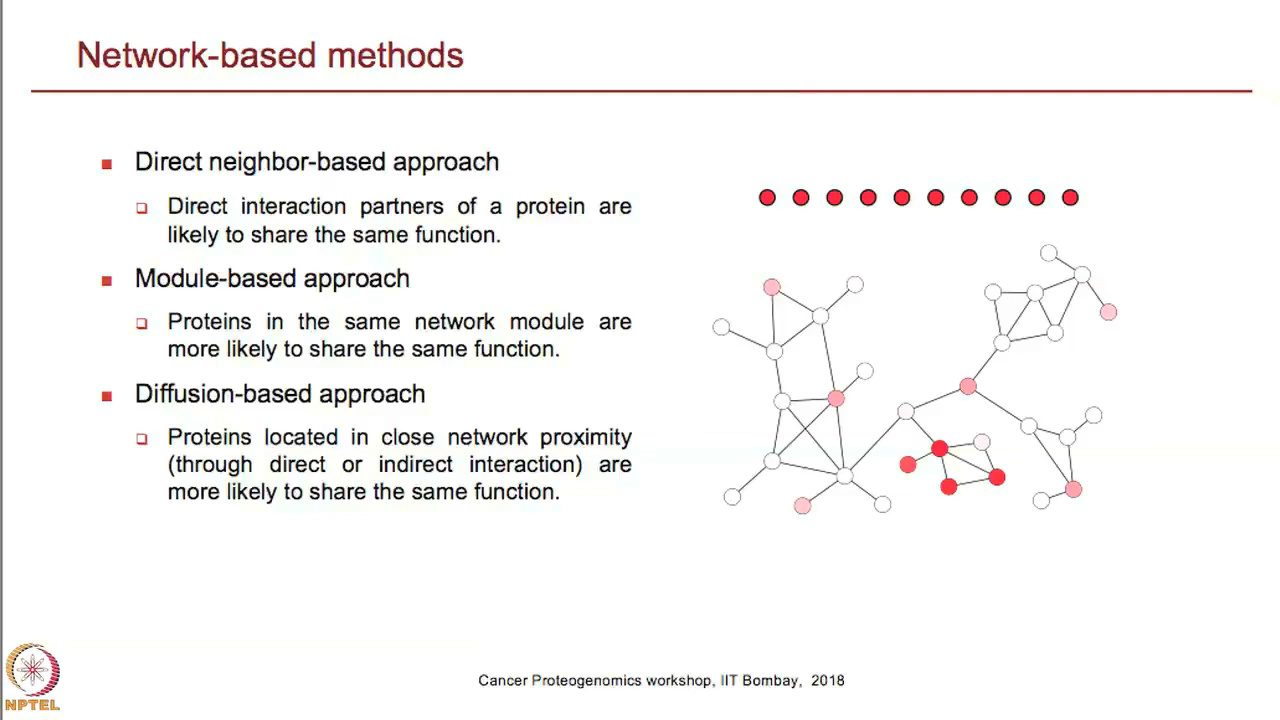 Network-based methods
Direct neighbor-based approach
Direct interaction partners of a protein are
likely to share the same function.
Module-based approach
Proteins in the same network module are
more likely to share the same function.
Diffusion-based approach
Proteins located in close network proximity
(through direct or indirect interaction) are
more likely to share the same function.
NPTEL
Cancer Proteogenomics workshop, IIT Bombay, 2018